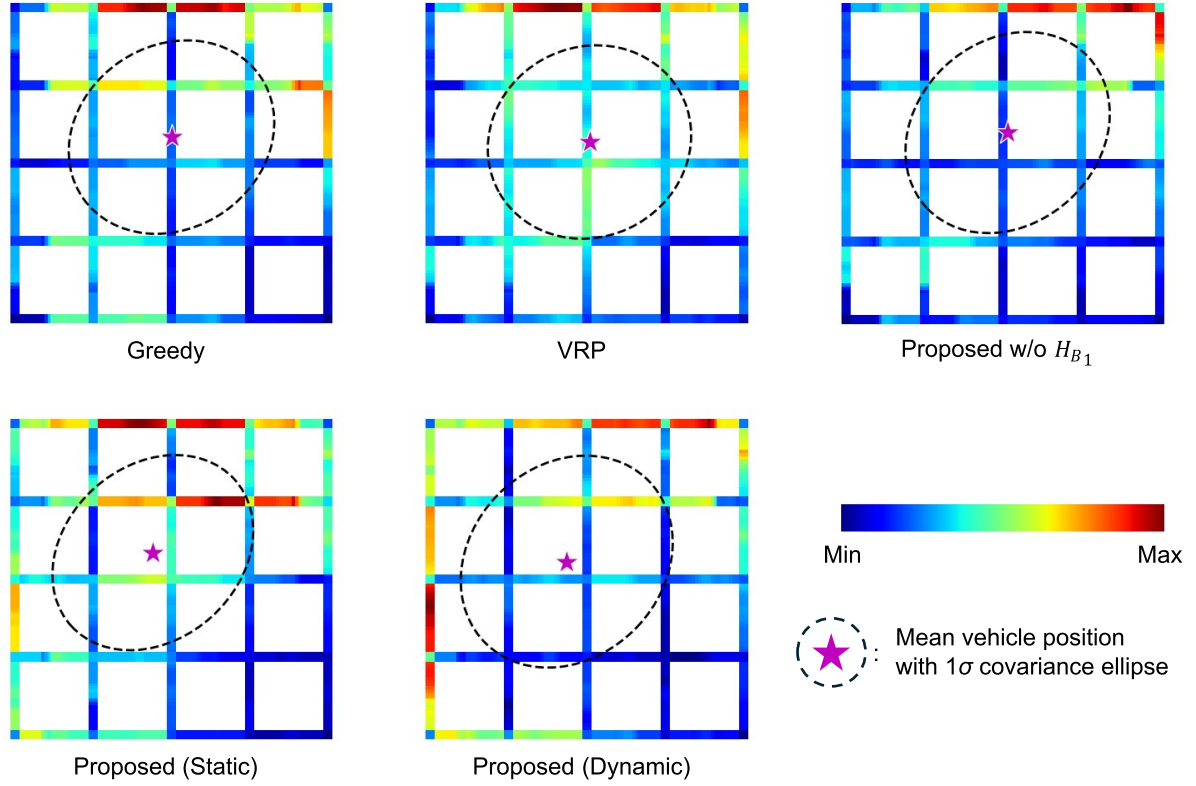 Greedy
VRP
Proposed w/o H_{B_1}
Min
Max
Mean vehicle position
: with 1σ covariance ellipse
Proposed (Static)
Proposed (Dynamic)